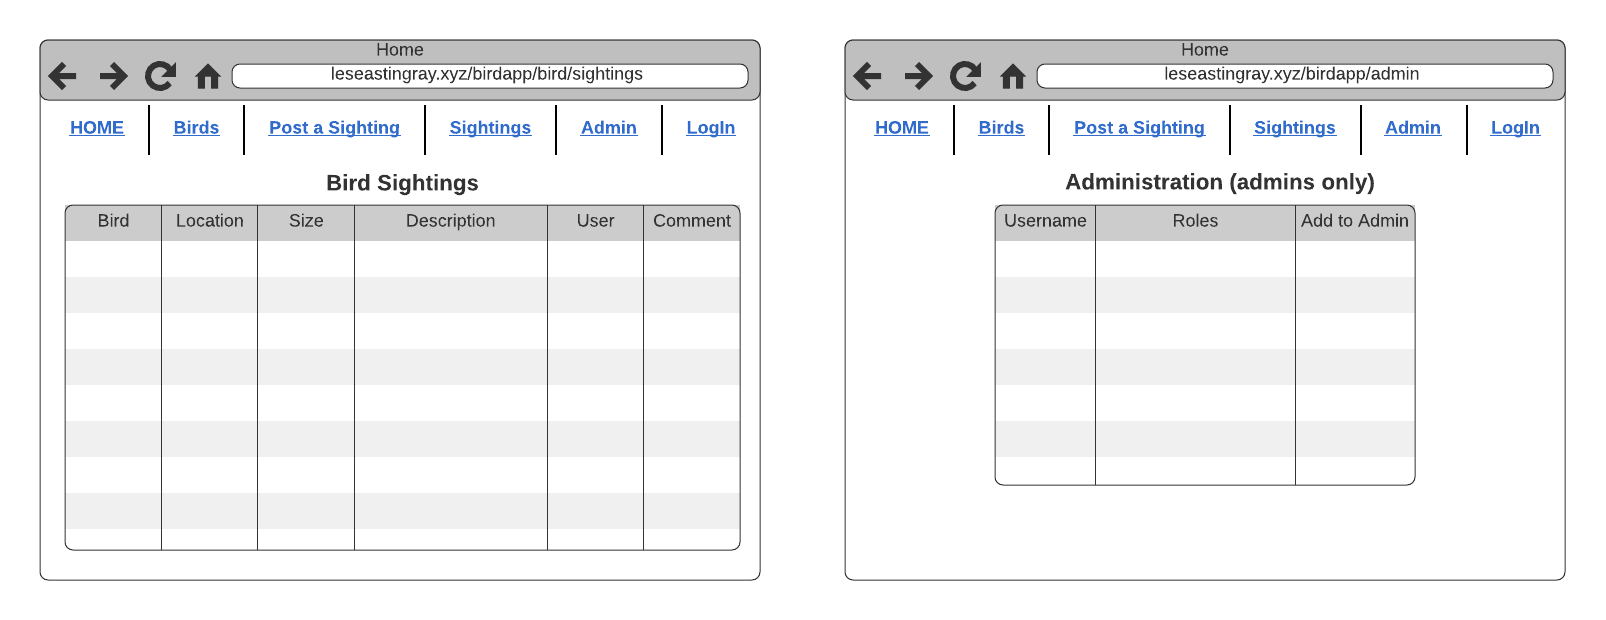 Home
leseastingray.xyz/birdapp/bird/sightings
HOME Birds Post a Sighting Sightings Admin LogIn
Bird Sightings
Bird Location Size Description User Comment
Home
leseastingray.xyz/birdapp/admin
HOME Birds Post a Sighting Sightings Admin LogIn
Administration (admins only)
Username Roles Add to Admin